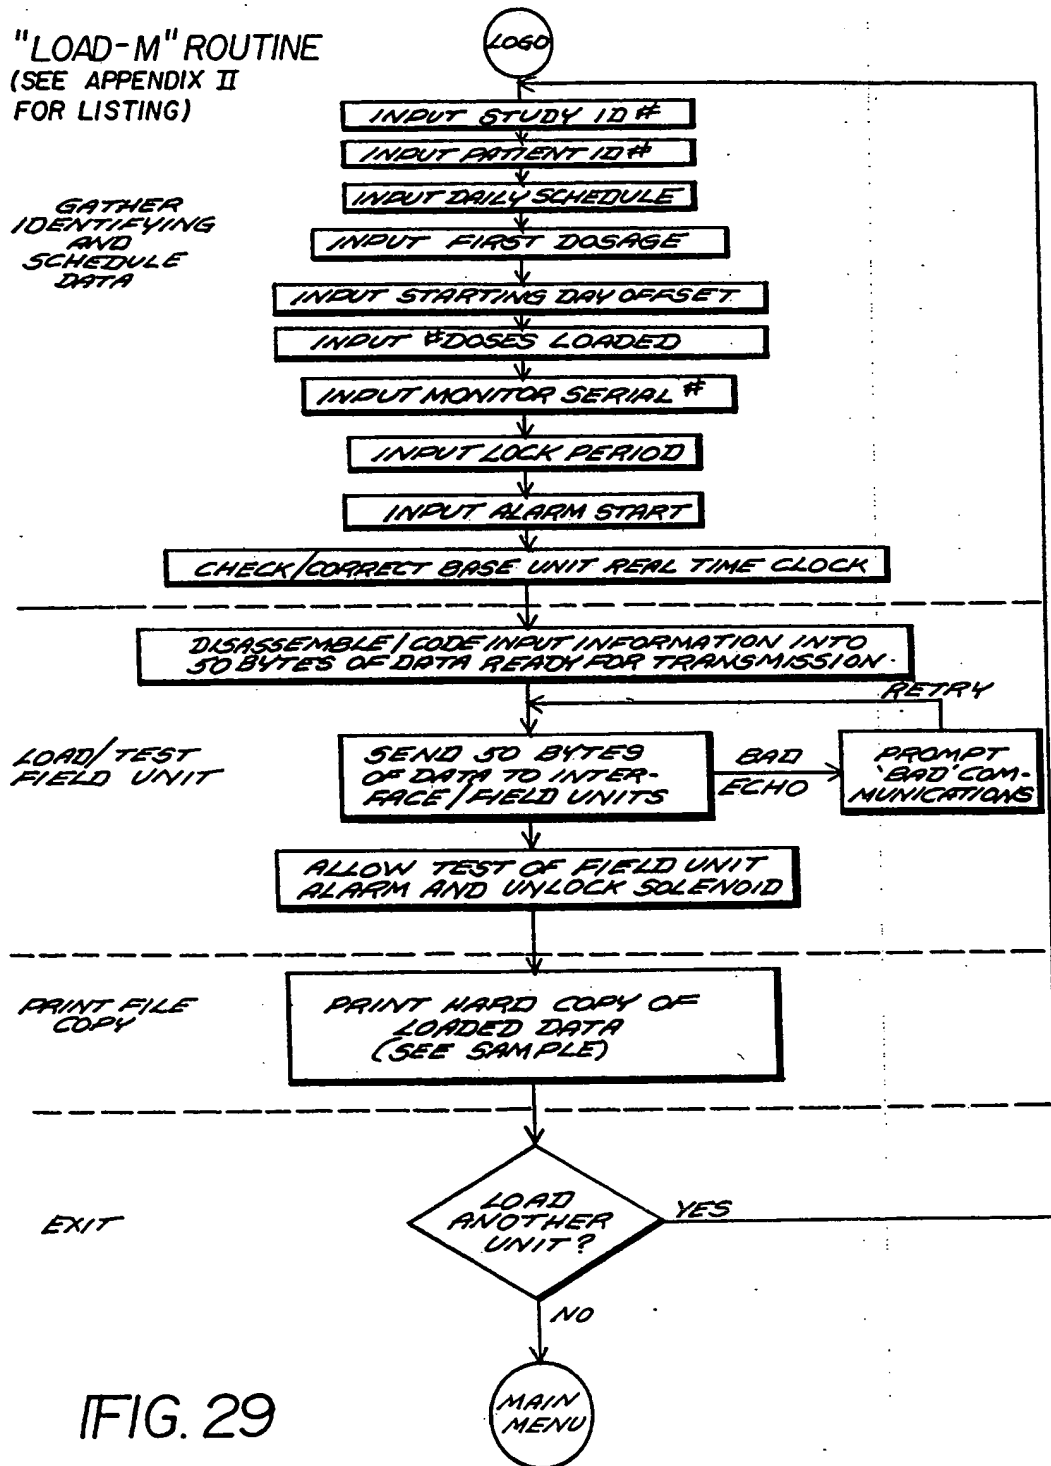 "LOAD-M" ROUTINE
(SEE APPENDIX II
FOR LISTING)
LOGO
GATHER
IDENTIFYING
AND
SCHEDULE
DATA
INPUT STUDY ID #
INPUT PATIENT ID #
INPUT DAILY SCHEDULE
INPUT FIRST DOSAGE
INPUT STARTING DAY OFFSET
INPUT #DOSES LOADED
INPUT MONITOR SERIAL #
INPUT LOCK PERIOD
INPUT ALARM START
CHECK/CORRECT BASE UNIT REAL TIME CLOCK
DISASSEMBLE/CODE INPUT INFORMATION INTO
50 BYTES OF DATA READY FOR TRANSMISSION
RETRY
LOAD/TEST
FIELD UNIT
SEND 50 BYTES
OF DATA TO INTER-
FACE/FIELD UNITS
BAD
ECHO
PROMPT
'BAD' COM-
MUNICATIONS
ALLOW TEST OF FIELD UNIT
ALARM AND UNLOCK SOLENOID
PRINT FILE
COPY
PRINT HARD COPY OF
LOADED DATA
(SEE SAMPLE)
EXIT
LOAD
ANOTHER
UNIT?
YES
NO
MAIN
MENU
FIG. 29